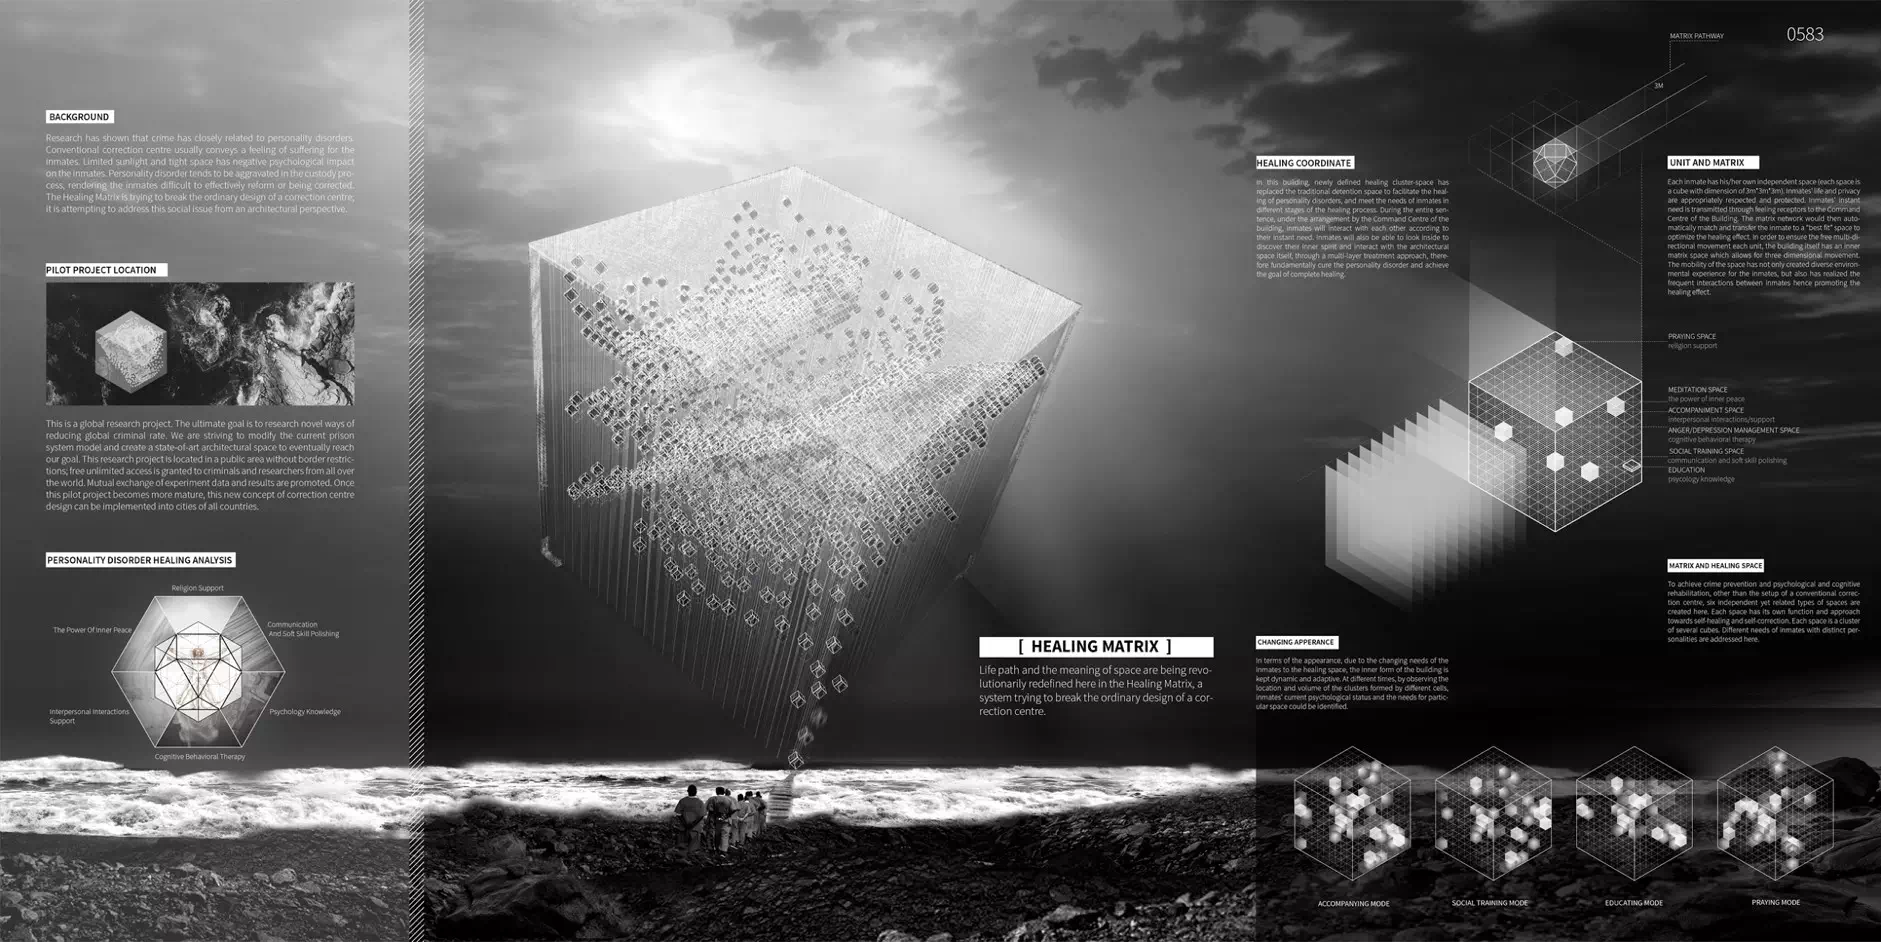 BACKGROUND
Research has shown that crime has closely related to personality disorders.
Conventional correction centre usually conveys a feeling of suffering for the
inmates. Limited sunlight and tight space has negative psychological impact
on the inmates. Personality disorder tends to be aggravated in the custody pro-
cess, rendering the inmates difficult to effectively reform or being corrected.
The Healing Matrix is trying to break the ordinary design of a correction centre,
it is attempting to address this social issue from an architectural perspective.
PILOT PROJECT LOCATION
This is a global research project. The ultimate goal is to research novel ways of
reducing global criminal rate. We are striving to modify the current prison
system model and create a state-of-art architectural space to eventually reach
our goal. This research project is located in a public area without border restric-
tions; free unlimited access is granted to criminals and researchers from all over
the world. Mutual exchange of experiment data and results are promoted. Once
this pilot project becomes more mature, this new concept of correction centre
design can be implemented into cities of all countries.
PERSONALITY DISORDER HEALING ANALYSIS
Religion Support
The Power Of Inner Peace
Communication
And Soft Skill Polishing
Interpersonal Interactions
Support
Psychology Knowledge
Cognitive Behavioral Therapy
[ HEALING MATRIX ]
Life path and the meaning of space are being revo-
lutionarily redefined here in the Healing Matrix, a
system trying to break the ordinary design of a cor-
rection centre.
HEALING COORDINATE
In this building, newly defined healing cluster-space has
replaced the traditional detention space to facilitate the heal-
ing of personality disorders, and meet the needs of inmates in
different stages of the healing process. During the entire sen-
tence, under the arrangement by the Command Centre of the
building, inmates will interact with each other according to
their instant need. Inmates will also be able to look inside to
discover their inner spirit and interact with the architectural
space itself, through a multi-layer treatment approach, there-
fore fundamentally cure the personality disorder and achieve
the goal of complete healing.
CHANGING APPERANCE
In terms of the appearance, due to the changing needs of the
inmates to the healing space, the inner form of the building is
kept dynamic and adaptive. At different times, by observing the
location and volume of the clusters formed by different cells,
inmates' current psychological status and the needs for partic-
ular space could be identified.
MATRIX PATHWAY
0583
3M
UNIT AND MATRIX
Each inmate has his/her own independent space (each space is
a cube with dimension of 3m*3m*3m). Inmates' life and privacy
are appropriately respected and protected. Inmates' instant
need is transmitted through feeling receptors to the Command
Centre of the Building. The matrix network would then auto-
matically match and transfer the inmate to a "best fit" space to
optimize the healing effect. In order to ensure the free multi-di-
rectional movement each unit, the building itself has an inner
matrix space which allows for three dimensional movement.
The mobility of the space has not only created diverse environ-
mental experience for the inmates, but also has realized the
frequent interactions between inmates hence promoting the
healing effect.
PRAYING SPACE
religion support
MEDITATION SPACE
the power of inner peace
ACCOMPANIMENT SPACE
interpersonal interactions/support
ANGER/DEPRESSION MANAGEMENT SPACE
cognitive behavioral therapy
SOCIAL TRAINING SPACE
communication and soft skill polishing
EDUCATION
psycology knowledge
MATRIX AND HEALING SPACE
To achieve crime prevention and psychological and cognitive
rehabilitation, other than the setup of a conventional correc-
tion centre, six independent yet related types of spaces are
created here. Each space has its own function and approach
towards self-healing and self-correction. Each space is a cluster
of several cubes. Different needs of inmates with distinct per-
sonalities are addressed here.
ACCOMPANYING MODE
SOCIAL TRAINING MODE
EDUCATING MODE
PRAYING MODE